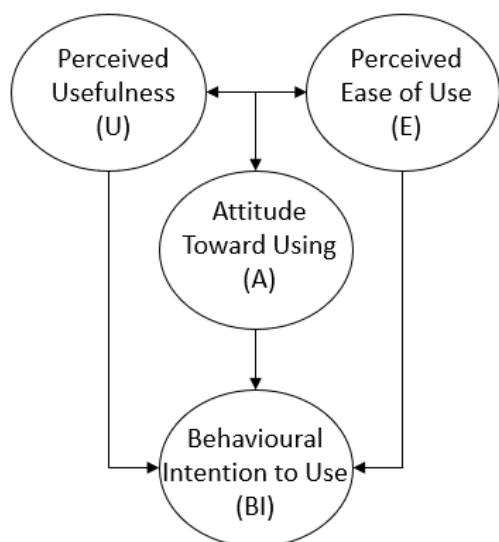 Perceived
Usefulness
(U)
Perceived
Ease of Use
(E)
Attitude
Toward Using
(A)
Behavioural
Intention to Use
(BI)